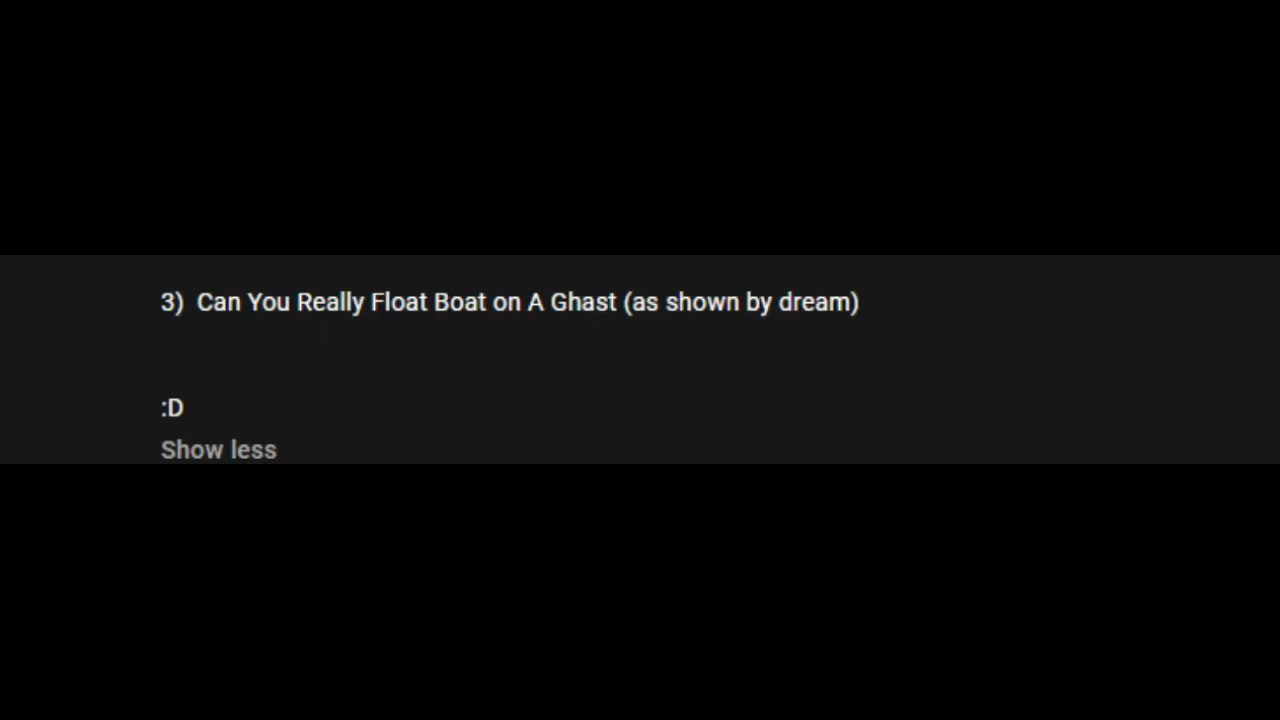 3)  Can You Really Float Boat on A Ghast (as shown by dream)
:D
Show less